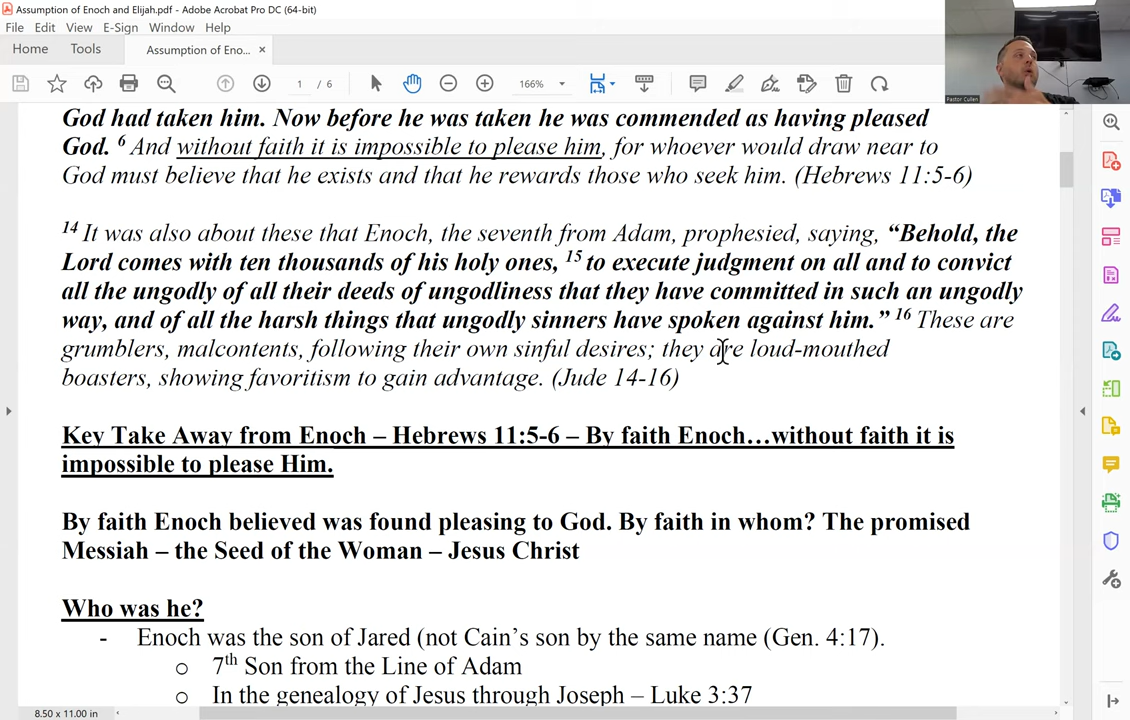 Assumption of Enoch and Elijah.pdf - Adobe Acrobat Pro DC (64-bit)
File Edit View E-Sign Window Help
Home Tools Assumption of Eno... ×
1 / 6 166%
Pastor Cullen
God had taken him. Now before he was taken he was commended as having pleased
God. 6 And without faith it is impossible to please him, for whoever would draw near to
God must believe that he exists and that he rewards those who seek him. (Hebrews 11:5-6)
14 It was also about these that Enoch, the seventh from Adam, prophesied, saying, “Behold, the
Lord comes with ten thousands of his holy ones, 15 to execute judgment on all and to convict
all the ungodly of all their deeds of ungodliness that they have committed in such an ungodly
way, and of all the harsh things that ungodly sinners have spoken against him.” 16 These are
grumblers, malcontents, following their own sinful desires; they are loud-mouthed
boasters, showing favoritism to gain advantage. (Jude 14-16)
Key Take Away from Enoch – Hebrews 11:5-6 – By faith Enoch…without faith it is
impossible to please Him.
By faith Enoch believed was found pleasing to God. By faith in whom? The promised
Messiah – the Seed of the Woman – Jesus Christ
Who was he?
- Enoch was the son of Jared (not Cain’s son by the same name (Gen. 4:17).
o 7th Son from the Line of Adam
o In the genealogy of Jesus through Joseph – Luke 3:37
8.50 x 11.00 in